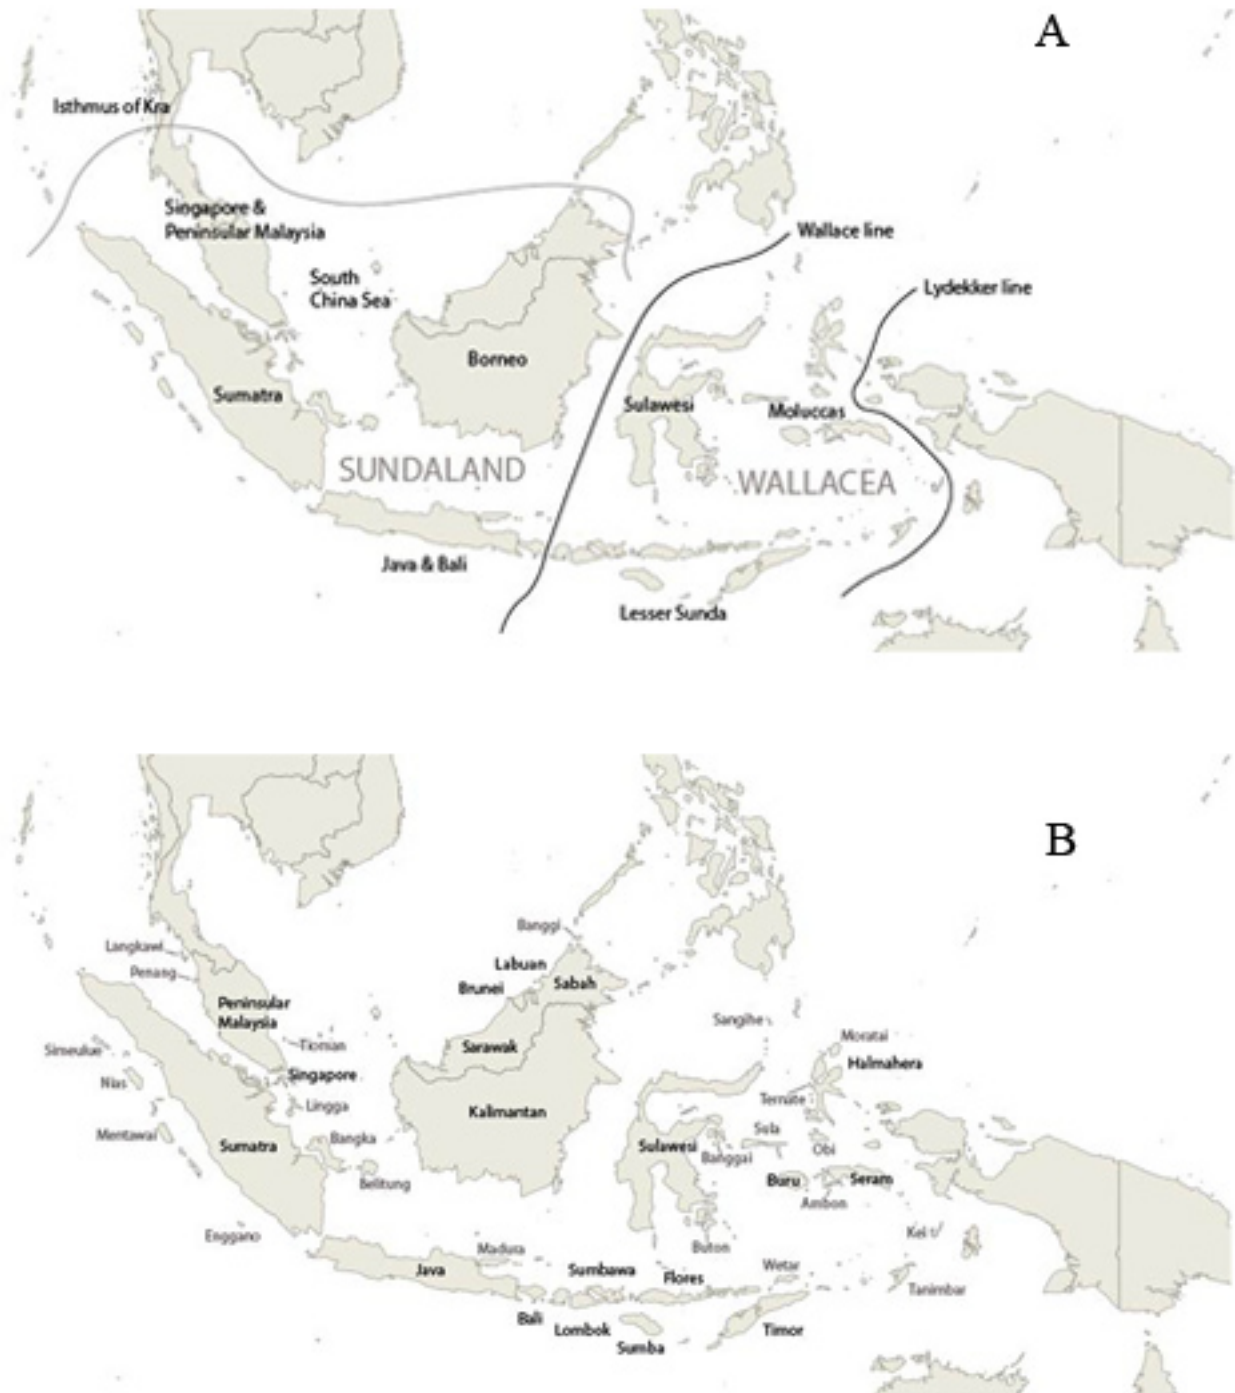 A
Isthmus of Kra
Singapore &
Peninsular Malaysia
Wallace line
South
China Sea
Lydekker line
Borneo
Sumatra
Sulawesi
Moluccas
SUNDALAND
WALLACEA
Java & Bali
Lesser Sunda
B
Banggi
Langkawi
Labuan
Penang
Sabah
Brunei
Peninsular
Malaysia
Sangihe
Moratai
Tioman
Simeulue
Sarawak
Halmahera
Singapore
Nias
Ternate
Lingga
Kalimantan
Sula
Mentawai
Bangka
Sumatra
Sulawesi
Obi
Banggai
Belitung
Buru
Seram
Ambon
Enggano
Kei
Madura
Buton
Java
Sumbawa
Flores
Wetar
Tanimbar
Bali
Lombok
Timor
Sumba